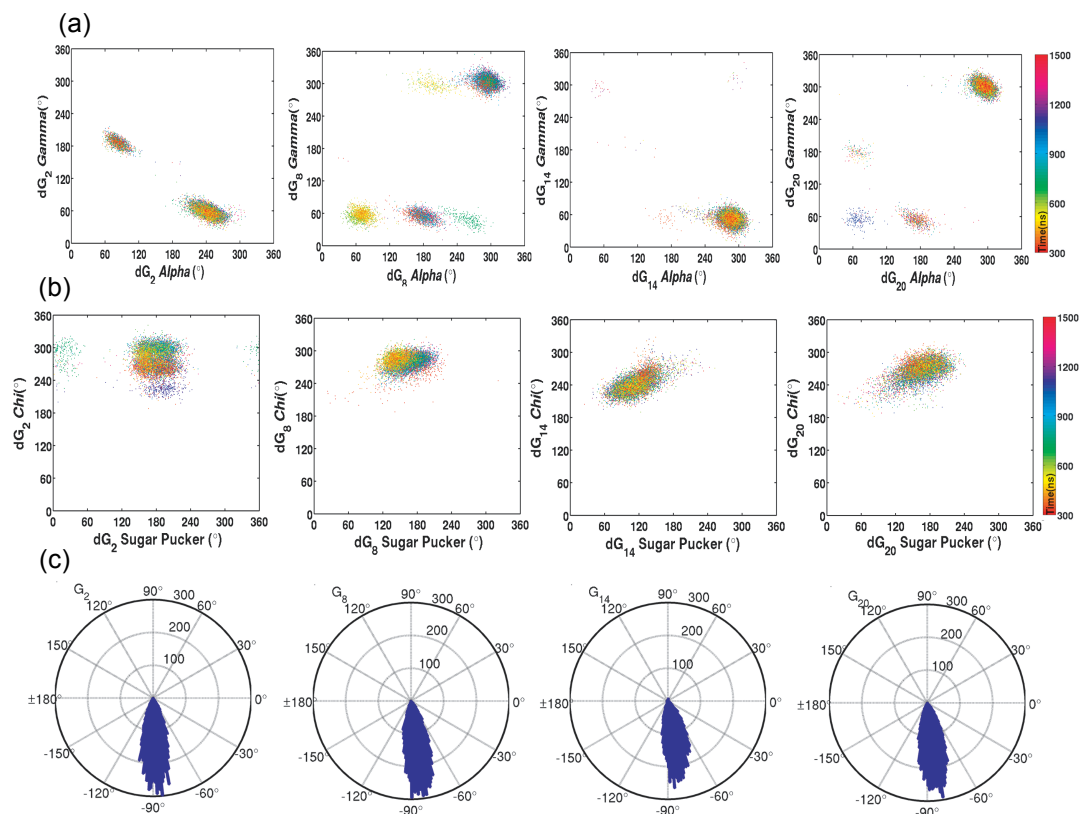 (a)
360
300
240
180
120
60
0
dG2 Gamma(°)
0 60 120 180 240 300 360
dG2 Alpha(°)
360
300
240
180
120
60
0
dG8 Gamma(°)
0 60 120 180 240 300 360
dG8 Alpha(°)
360
300
240
180
120
60
0
dG14 Gamma(°)
0 60 120 180 240 300 360
dG14 Alpha(°)
360
300
240
180
120
60
0
dG20 Gamma(°)
0 60 120 180 240 300 360
dG20 Alpha(°)
1500
1200
900
600
300
Time(ns)
(b)
360
300
240
180
120
60
0
dG2 Chi(°)
0 60 120 180 240 300 360
dG2 Sugar Pucker (°)
360
300
240
180
120
60
0
dG8 Chi(°)
0 60 120 180 240 300 360
dG8 Sugar Pucker (°)
360
300
240
180
120
60
0
dG14 Chi(°)
0 60 120 180 240 300 360
dG14 Sugar Pucker (°)
360
300
240
180
120
60
0
dG20 Chi(°)
0 60 120 180 240 300 360
dG20 Sugar Pucker (°)
1500
1200
900
600
300
Time(ns)
(c)
G2
90° 300
120° 60°
200
150° 100 30°
±180° 0°
-150° -30°
-120° -60°
-90°
G8
90° 300
120° 60°
200
150° 100 30°
±180° 0°
-150° -30°
-120° -60°
-90°
G14
90° 300
120° 60°
200
150° 100 30°
±180° 0°
-150° -30°
-120° -60°
-90°
G20
90° 300
120° 60°
200
150° 100 30°
±180° 0°
-150° -30°
-120° -60°
-90°